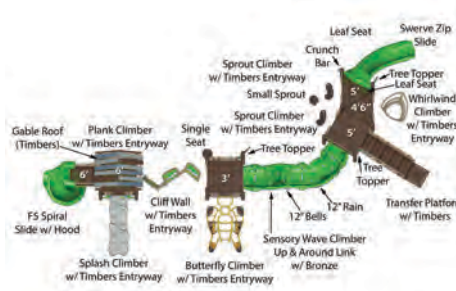 Leaf Seat
Swerve Zip
Slide
Crunch
Bar
Sprout Climber
w/ Timbers Entryway
Tree Topper
Leaf Seat
5'
4'6"
5'
Small Sprout
Whirlwind
Climber
w/ Timbers
Entryway
Sprout Climber
w/ Timbers Entryway
Gable Roof
(Timbers)
Plank Climber
w/ Timbers Entryway
Single
Seat
Tree Topper
6'
6'
3'
Tree
Topper
Cliff Wall
w/ Timbers
Entryway
12" Rain
12" Bells
Transfer Platform
w/ Timbers
FS Spiral
Slide w/ Hood
Sensory Wave Climber
Up & Around Link
w/ Bronze
Splash Climber
w/ Timbers Entryway
Butterfly Climber
w/ Timbers Entryway